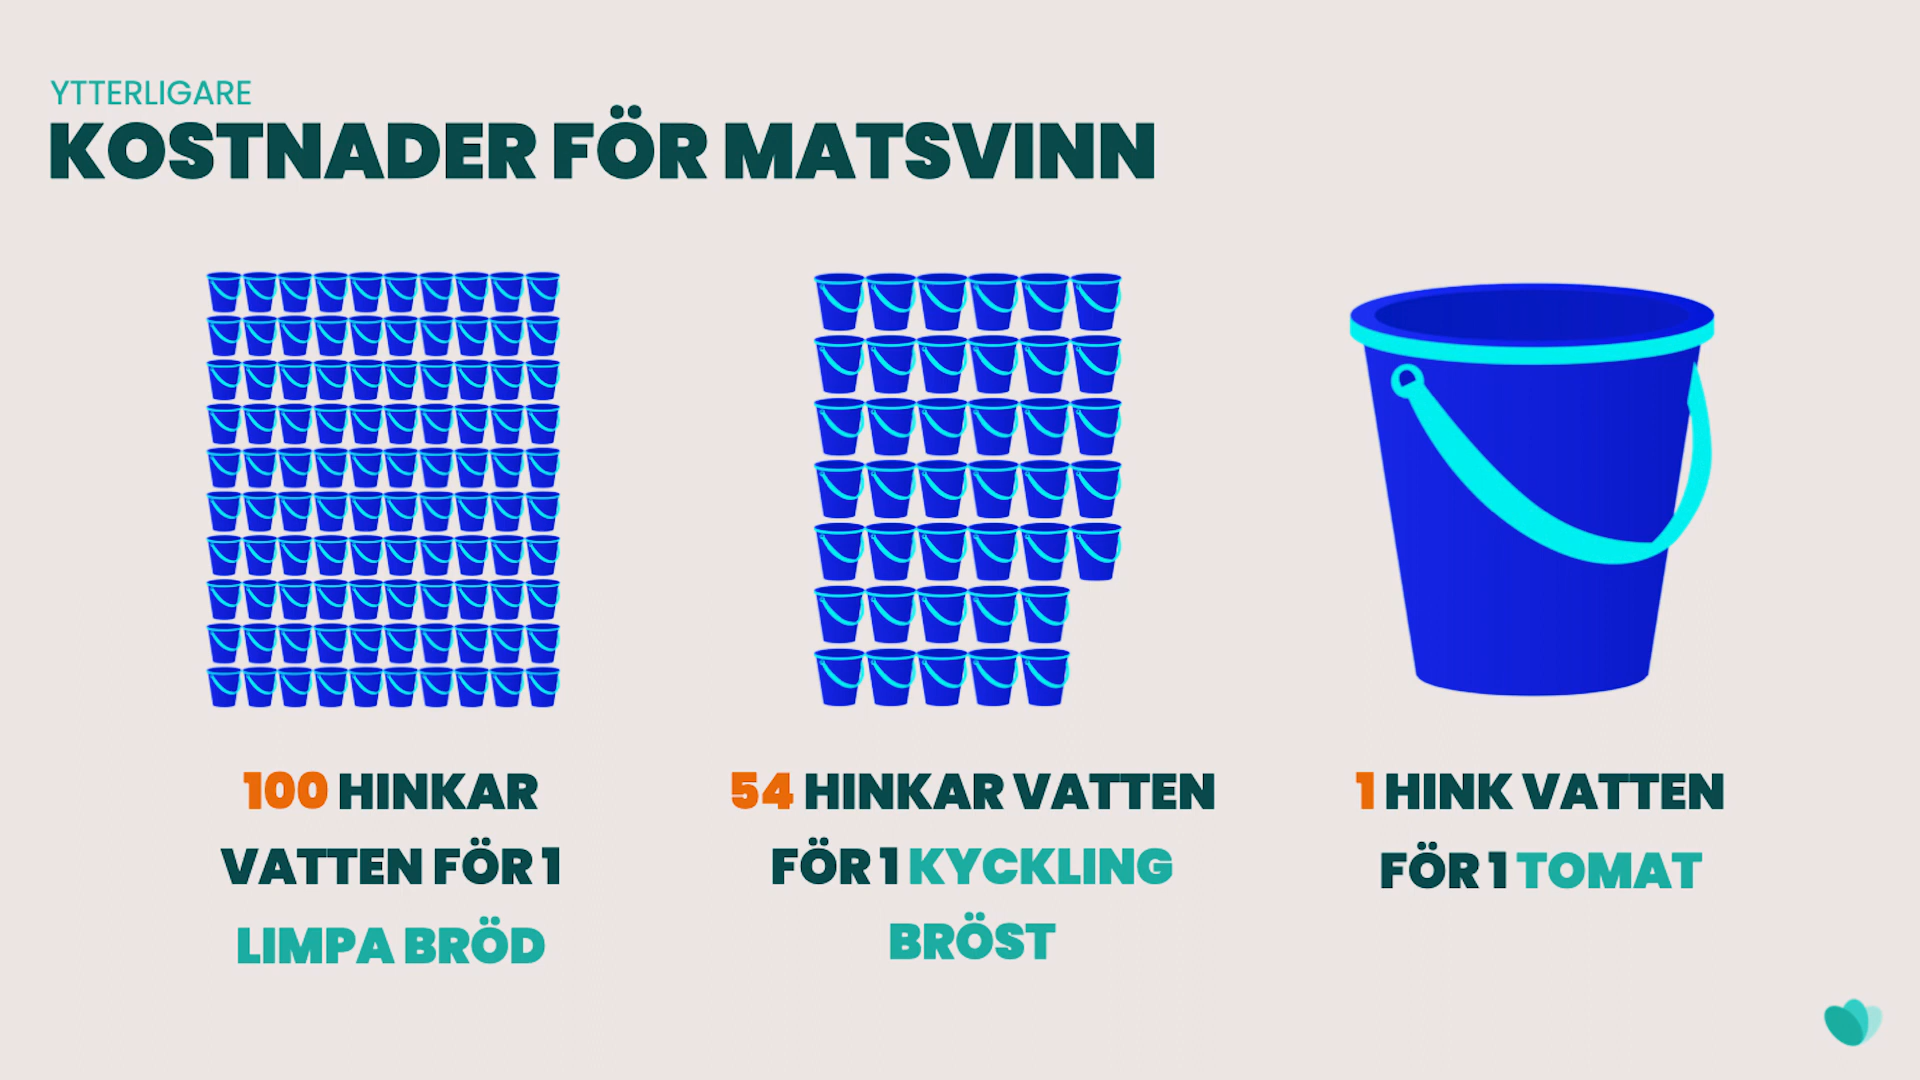 YTTERLIGARE
KOSTNADER FÖR MATSVINN
100 HINKAR
VATTEN FÖR 1
LIMPA BRÖD
54 HINKAR VATTEN
FÖR 1 KYCKLING
BRÖST
1 HINK VATTEN
FÖR 1 TOMAT